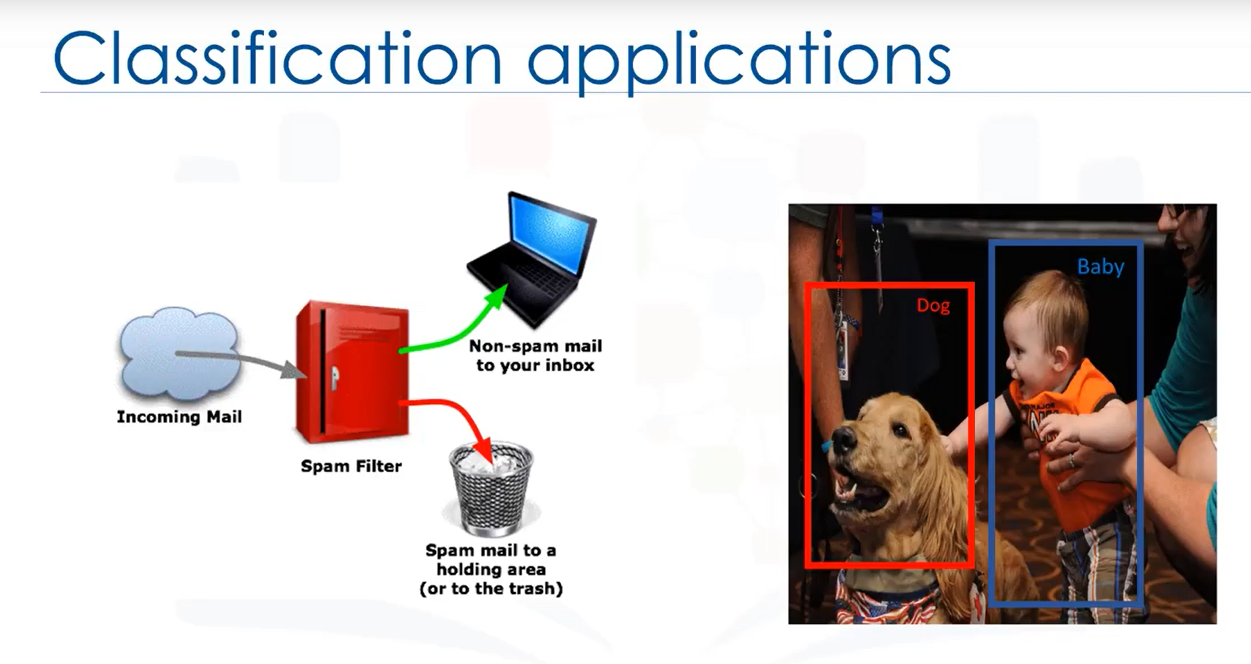 Classification applications
Incoming Mail
Spam Filter
Non-spam mail
to your inbox
Spam mail to a
holding area
(or to the trash)
Dog
Baby